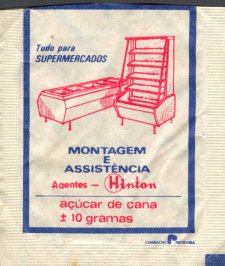 Tudo para
SUPERMERCADOS
MONTAGEM
E
ASSISTÊNCIA
Agentes - Hinton
açúcar de cana
± 10 gramas